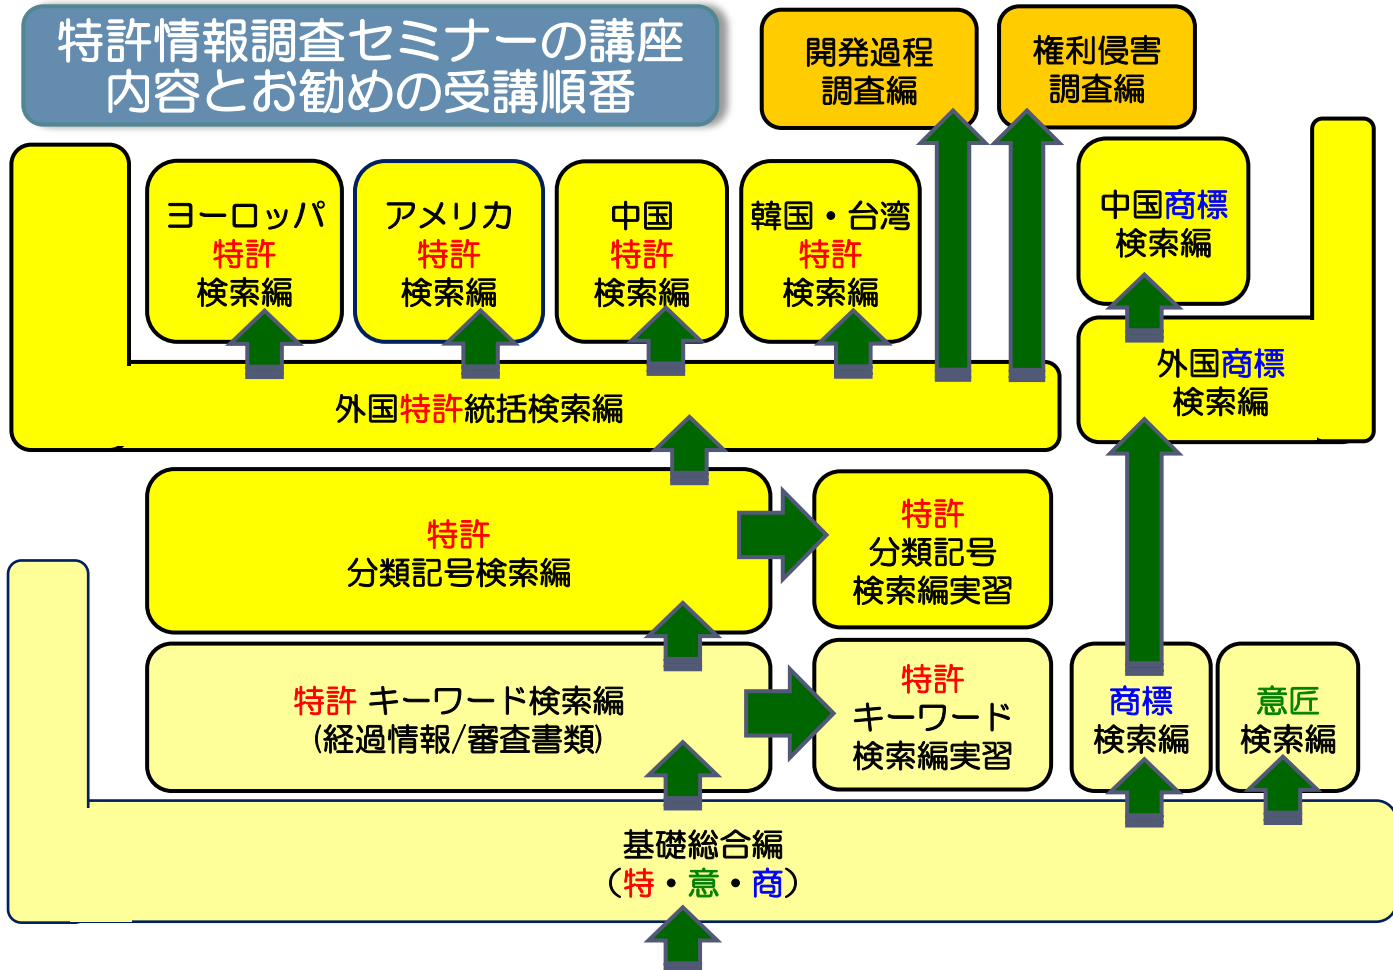 特許情報調査セミナーの講座
内容とお勧めの受講順番
開発過程
調査編
権利侵害
調査編
ヨーロッパ
特許
検索編
アメリカ
特許
検索編
中国
特許
検索編
韓国・台湾
特許
検索編
中国商標
検索編
外国商標
検索編
外国特許統括検索編
特許
分類記号検索編
特許
分類記号
検索編実習
特許 キーワード検索編
(経過情報/審査書類)
特許
キーワード
検索編実習
商標
検索編
意匠
検索編
基礎総合編
（特・意・商）